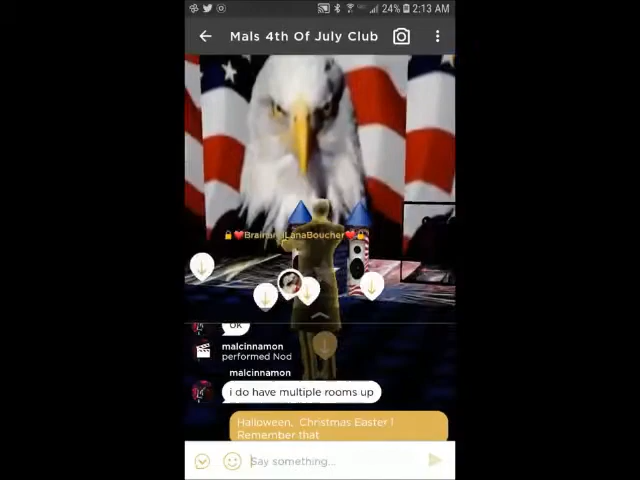 24% 2:13 AM
Mals 4th Of July Club
BrainandLanaBoucher
OK
malcinnamon
performed Nod
malcinnamon
i do have multiple rooms up
Halloween, Christmas Easter !
Remember that
Say something...